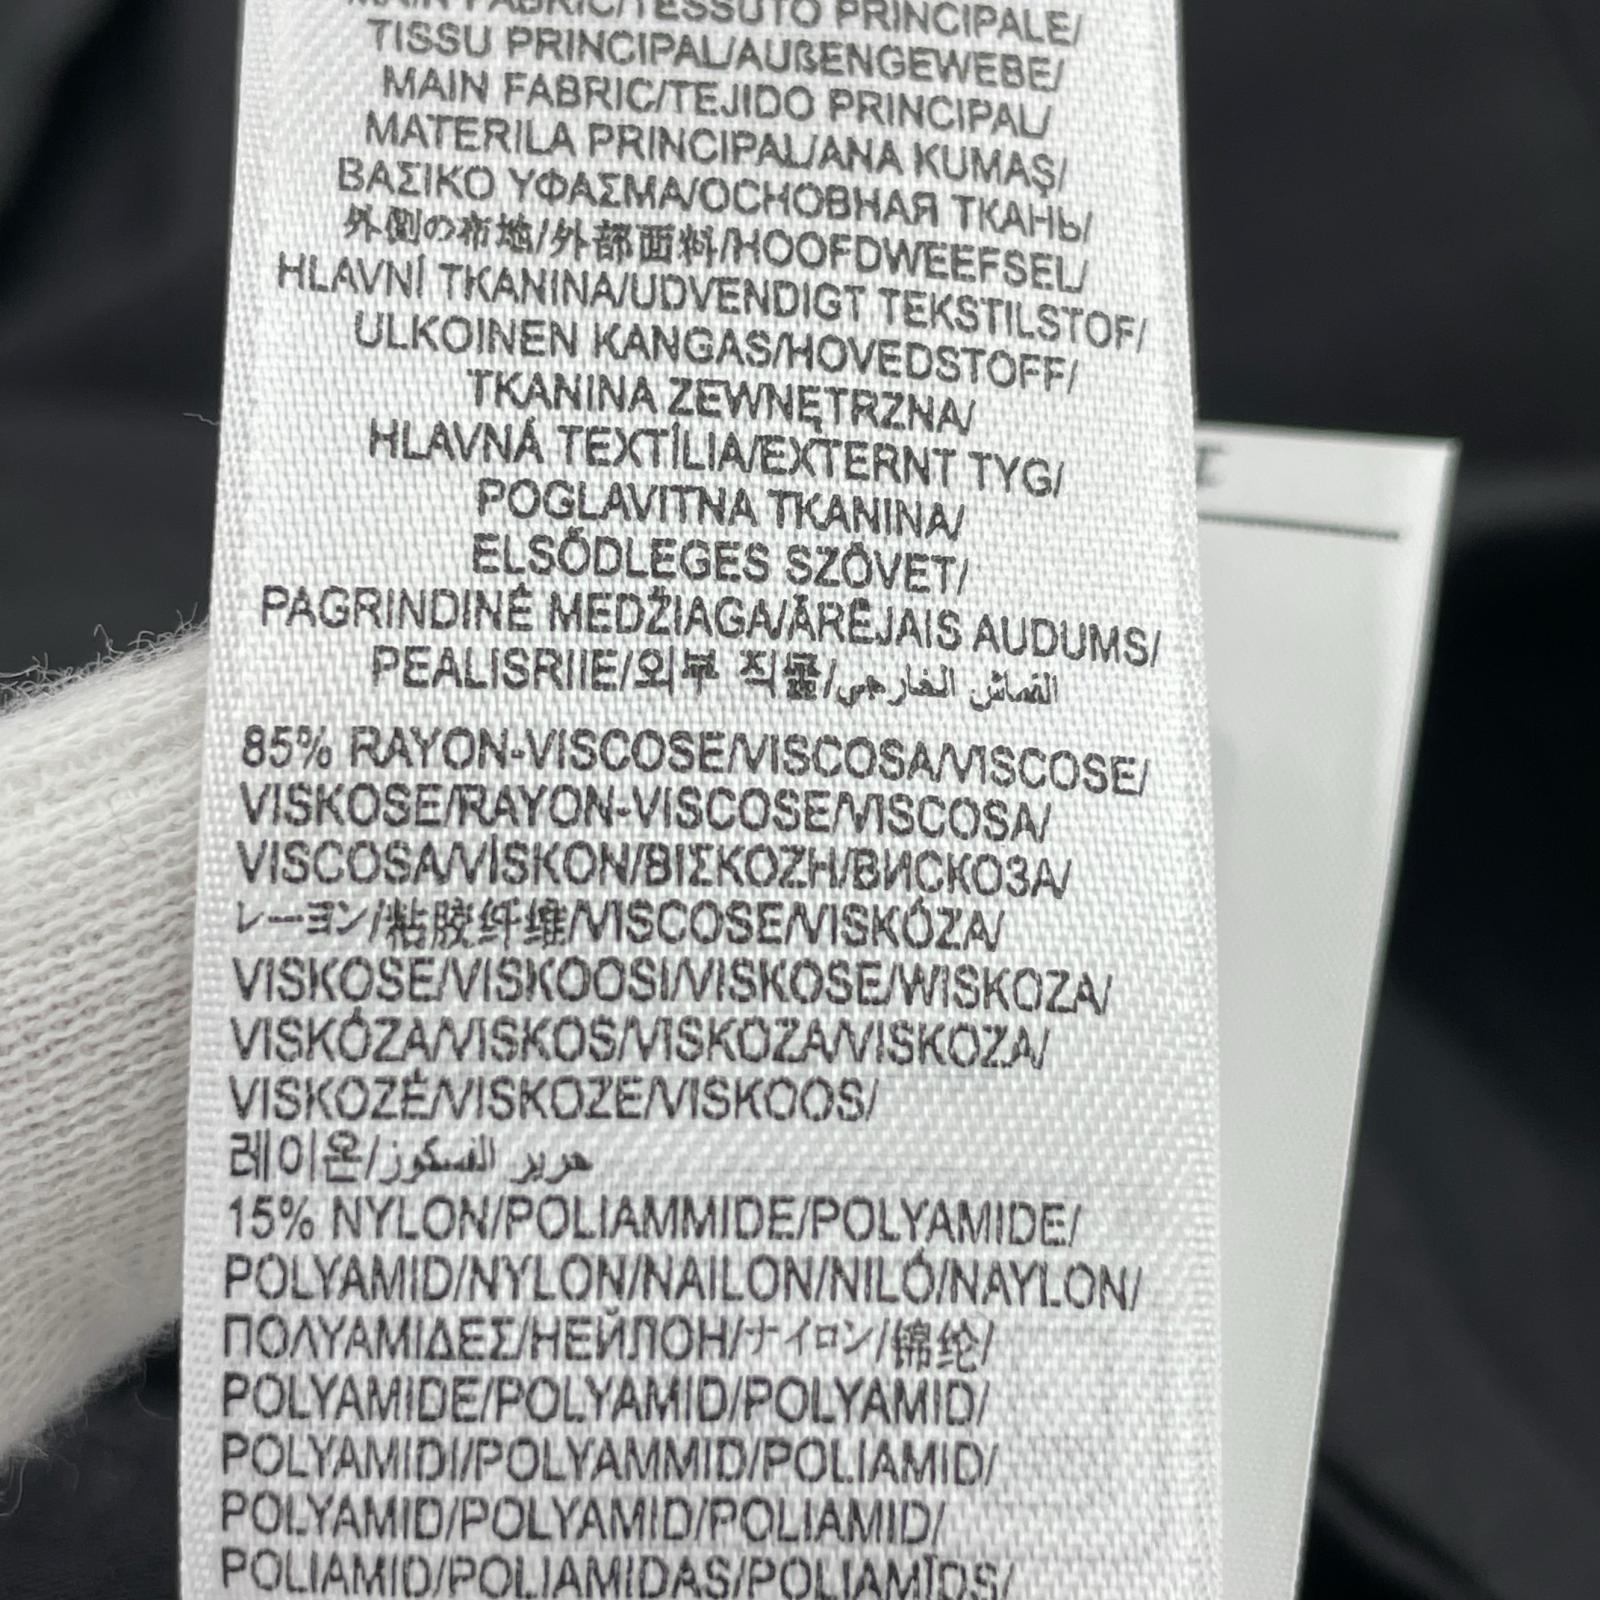 MAIN FABRIC/TESSUTO PRINCIPALE/
TISSU PRINCIPAL/AUßENGEWEBE/
MAIN FABRIC/TEJIDO PRINCIPAL/
MATERILA PRINCIPAL/ANA KUMAŞ/
ΒΑΣΙΚΟ ΥΦΑΣΜΑ/ОСНОВНАЯ ТКАНЬ/
外側の布地/外部面料/HOOFDWEEFSEL/
HLAVNÍ TKANINA/UDVENDIGT TEKSTILSTOF/
ULKOINEN KANGAS/HOVEDSTOFF/
TKANINA ZEWNĘTRZNA/
HLAVNÁ TEXTÍLIA/EXTERNT TYG/
POGLAVITNA TKANINA/
ELSŐDLEGES SZÖVET/
PAGRINDINĖ MEDŽIAGA/ĀRĒJAIS AUDUMS/
PEALISRIIE/외부 직물/القماش الخارجي
85% RAYON-VISCOSE/VISCOSA/VISCOSE/
VISKOSE/RAYON-VISCOSE/VISCOSA/
VISCOSA/VİSKON/ΒΙΣΚΟΖΗ/ВИСКОЗА/
レーヨン/粘胶纤维/VISCOSE/VISKÓZA/
VISKOSE/VISKOOSI/VISKOSE/WISKOZA/
VISKÓZA/VISKOS/VISKOZA/VISKOZA/
VISKOZĖ/VISKOZE/VISKOOS/
레이온/حرير الفسكوز
15% NYLON/POLIAMMIDE/POLYAMIDE/
POLYAMID/NYLON/NAILON/NILÓ/NAYLON/
ΠΟΛΥΑΜΙΔΕΣ/НЕЙЛОН/ナイロン/锦纶/
POLYAMIDE/POLYAMID/POLYAMID/
POLYAMIDI/POLYAMMID/POLIAMID/
POLYAMID/POLYAMID/POLIAMID/
POLIAMID/POLIAMIDAS/POLIAMĪDS/